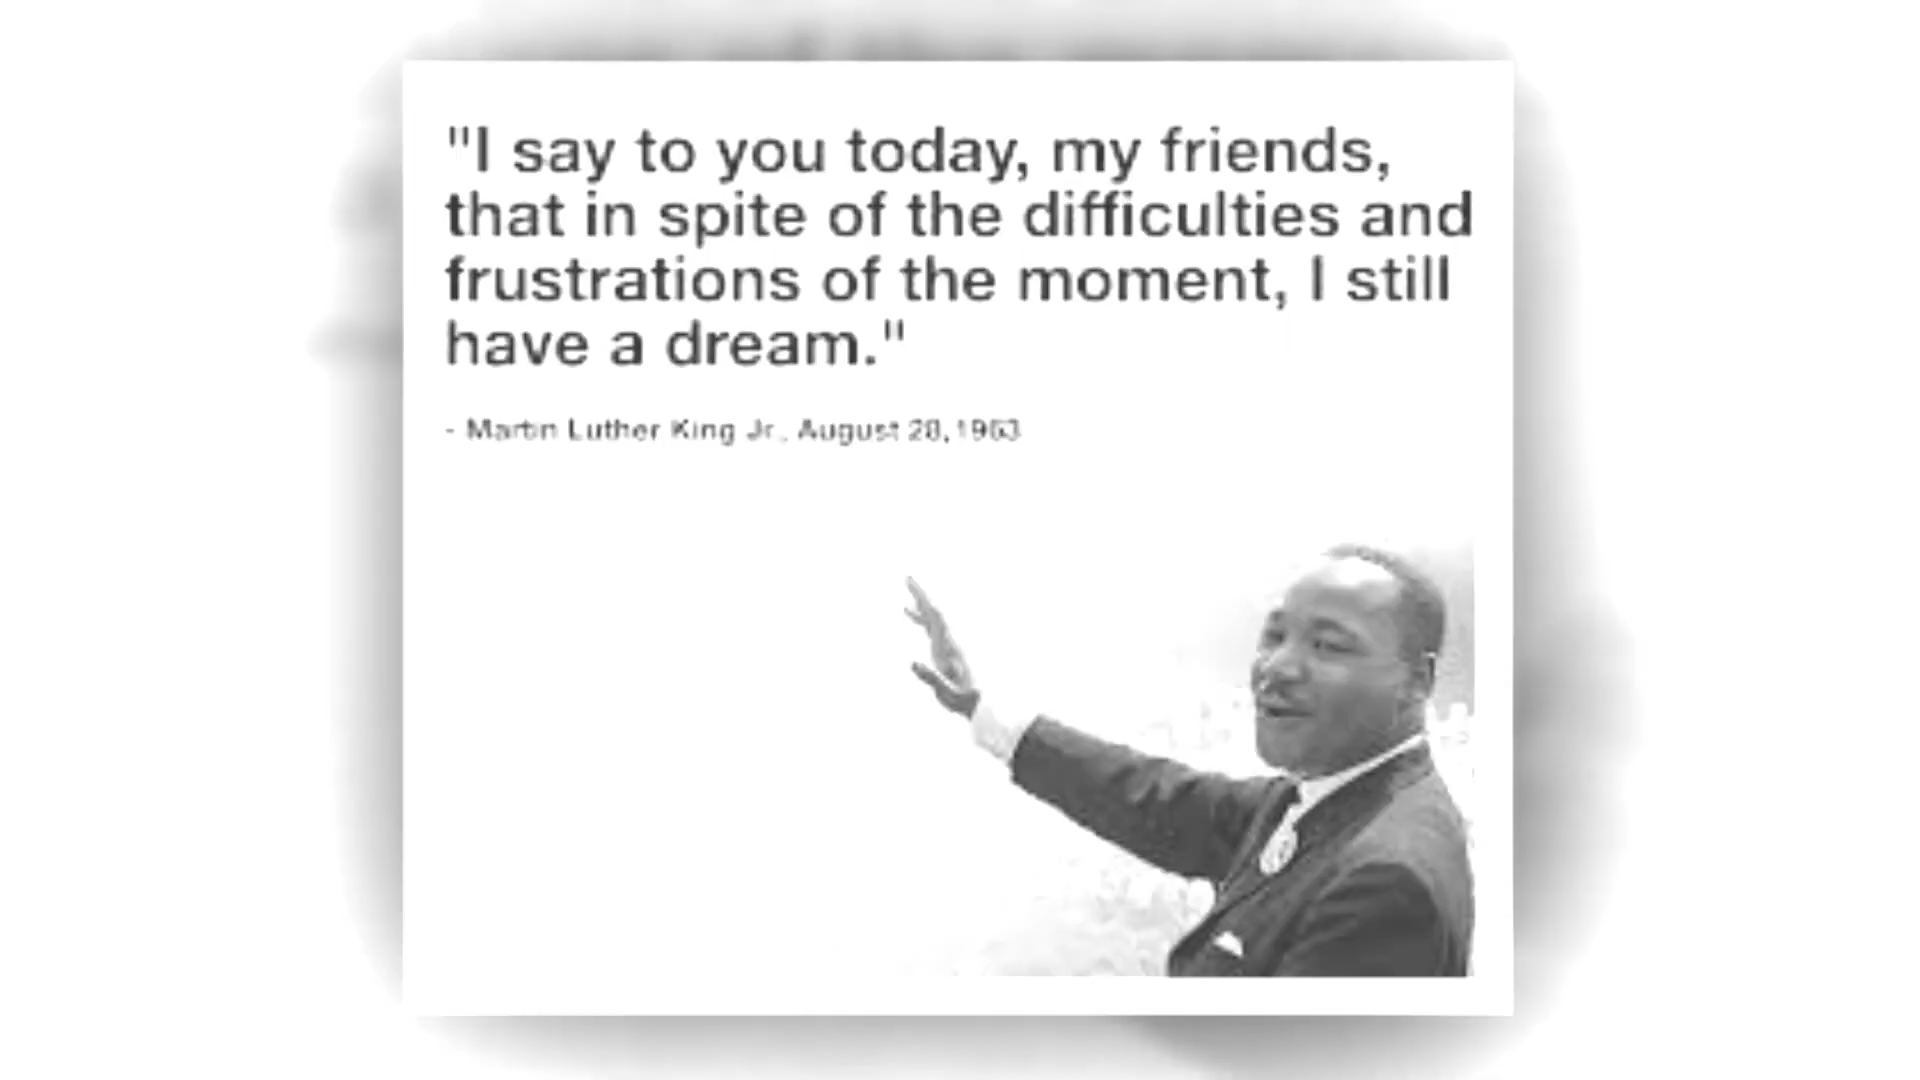 "I say to you today, my friends,
that in spite of the difficulties and
frustrations of the moment, I still
have a dream."
- Martin Luther King Jr., August 28, 1963